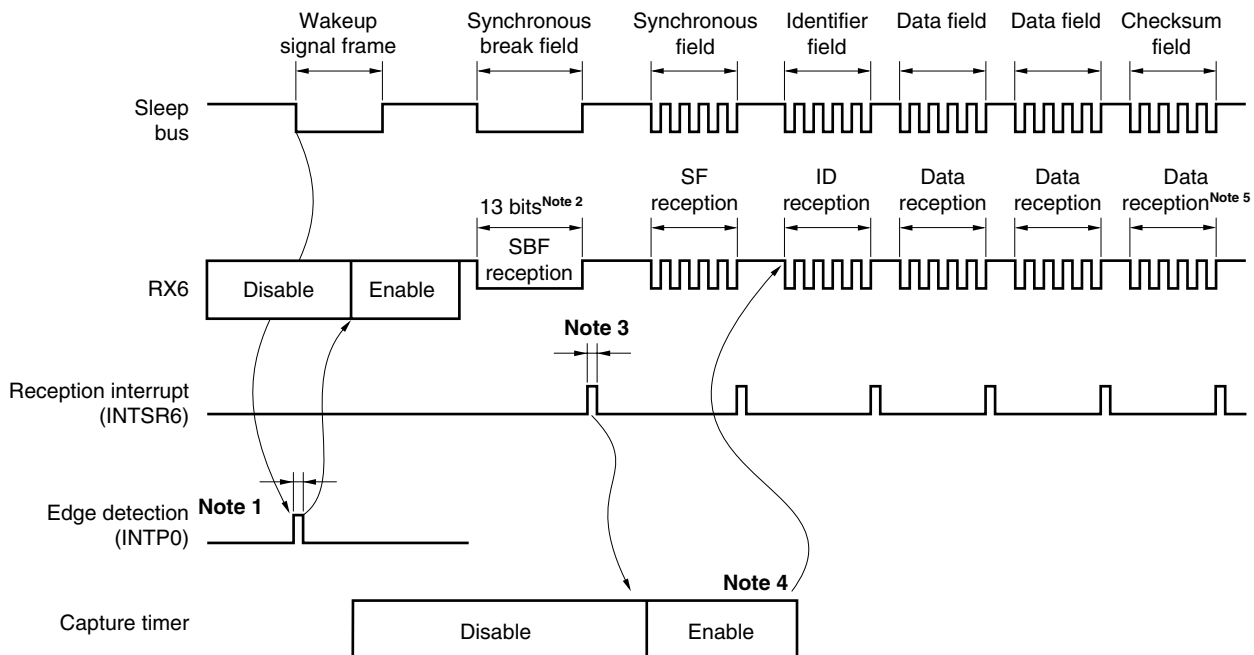 Wakeup
signal frame
Synchronous
break field
Synchronous
field
Identifier
field
Data field
Data field
Checksum
field
Sleep
bus
13 bitsNote 2
SF
reception
ID
reception
Data
reception
Data
reception
Data
receptionNote 5
RX6
Disable
Enable
SBF
reception
Note 3
Reception interrupt
(INTSR6)
Note 1
Edge detection
(INTP0)
Note 4
Capture timer
Disable
Enable